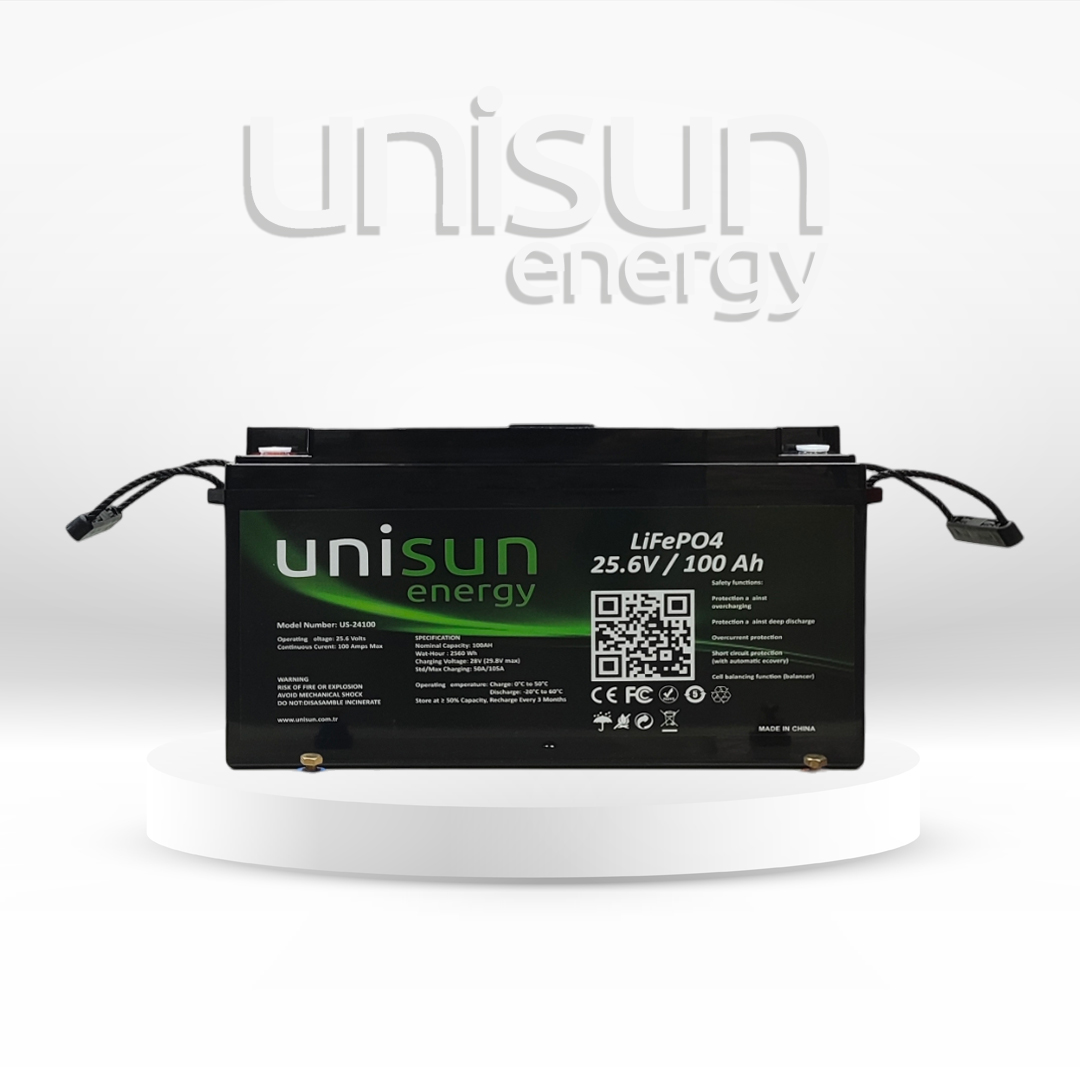 unisun
energy
unisun
energy
LiFePO4
25.6V / 100 Ah
Model Number: US-24100
Operating oltage: 25.6 Volts
Continuous Curent: 100 Amps Max
WARNING
RISK OF FIRE OR EXPLOSION
AVOID MECHANICAL SHOCK
DO NOT:DISASAMBLE INCINERATE
www.unisun.com.tr
SPECIFICATION
Nominal Capacity: 100AH
Wat-Hour : 2560 Wh
Charging Voltage: 28V (29.8V max)
Std/Max Charging: 50A/105A
Operating emperature: Charge: 0°C to 50°C
Discharge: -20°C to 60°C
Store at ≥ 50% Capacity, Recharge Every 3 Months
Safety functions:
Protection a ainst
overcharging
Protection a ainst deep discharge
Overcurrent protection
Short circuit protection
(with automatic ecovery)
Cell balancing function (balancer)
CE FC 5
MADE IN CHINA